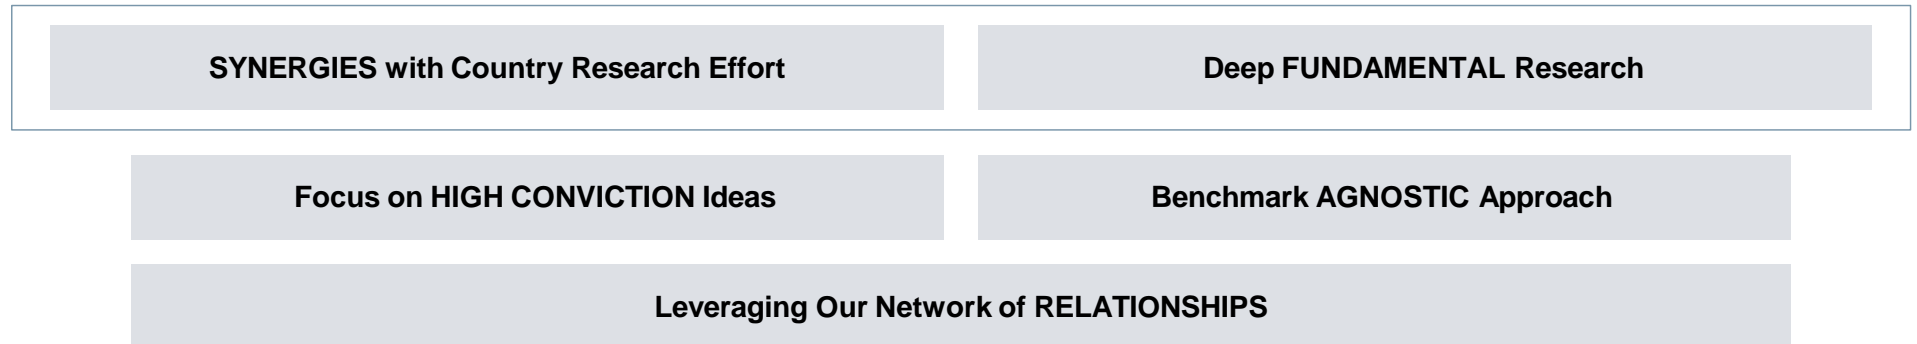 SYNERGIES with Country Research Effort
Deep FUNDAMENTAL Research
Focus on HIGH CONVICTION Ideas
Benchmark AGNOSTIC Approach
Leveraging Our Network of RELATIONSHIPS